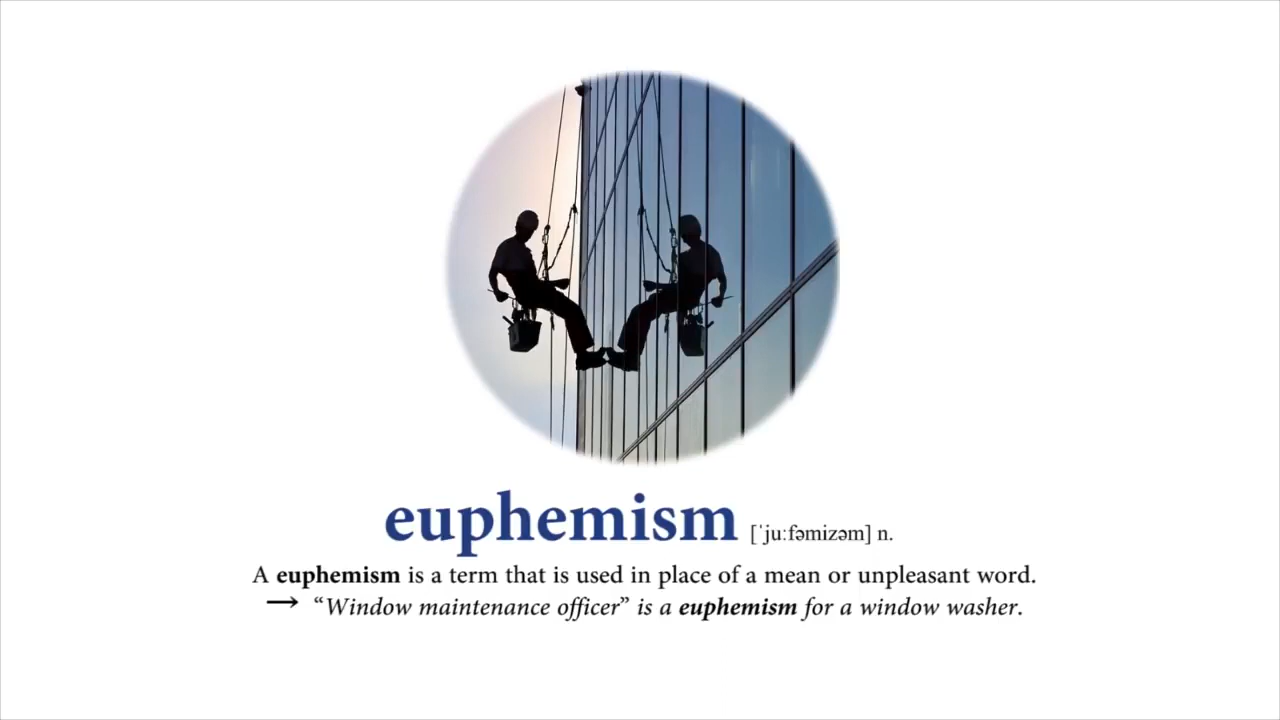 euphemism [ˈjuːfəmizəm] n.
A euphemism is a term that is used in place of a mean or unpleasant word.
→ “Window maintenance officer” is a euphemism for a window washer.